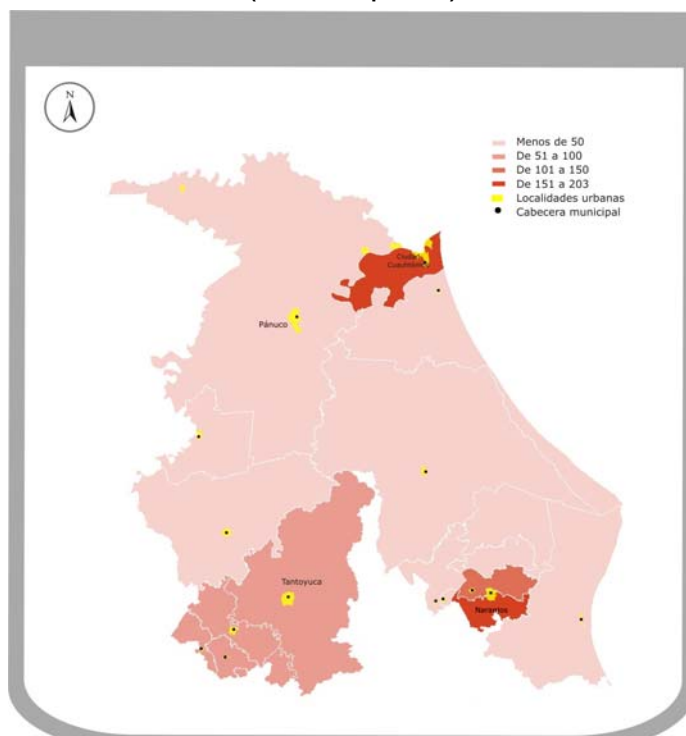 N
Menos de 50
De 51 a 100
De 101 a 150
De 151 a 203
Localidades urbanas
Cabecera municipal
Ciudad
Cuauhtémoc
Pánuco
Tantoyuca
Naranjos